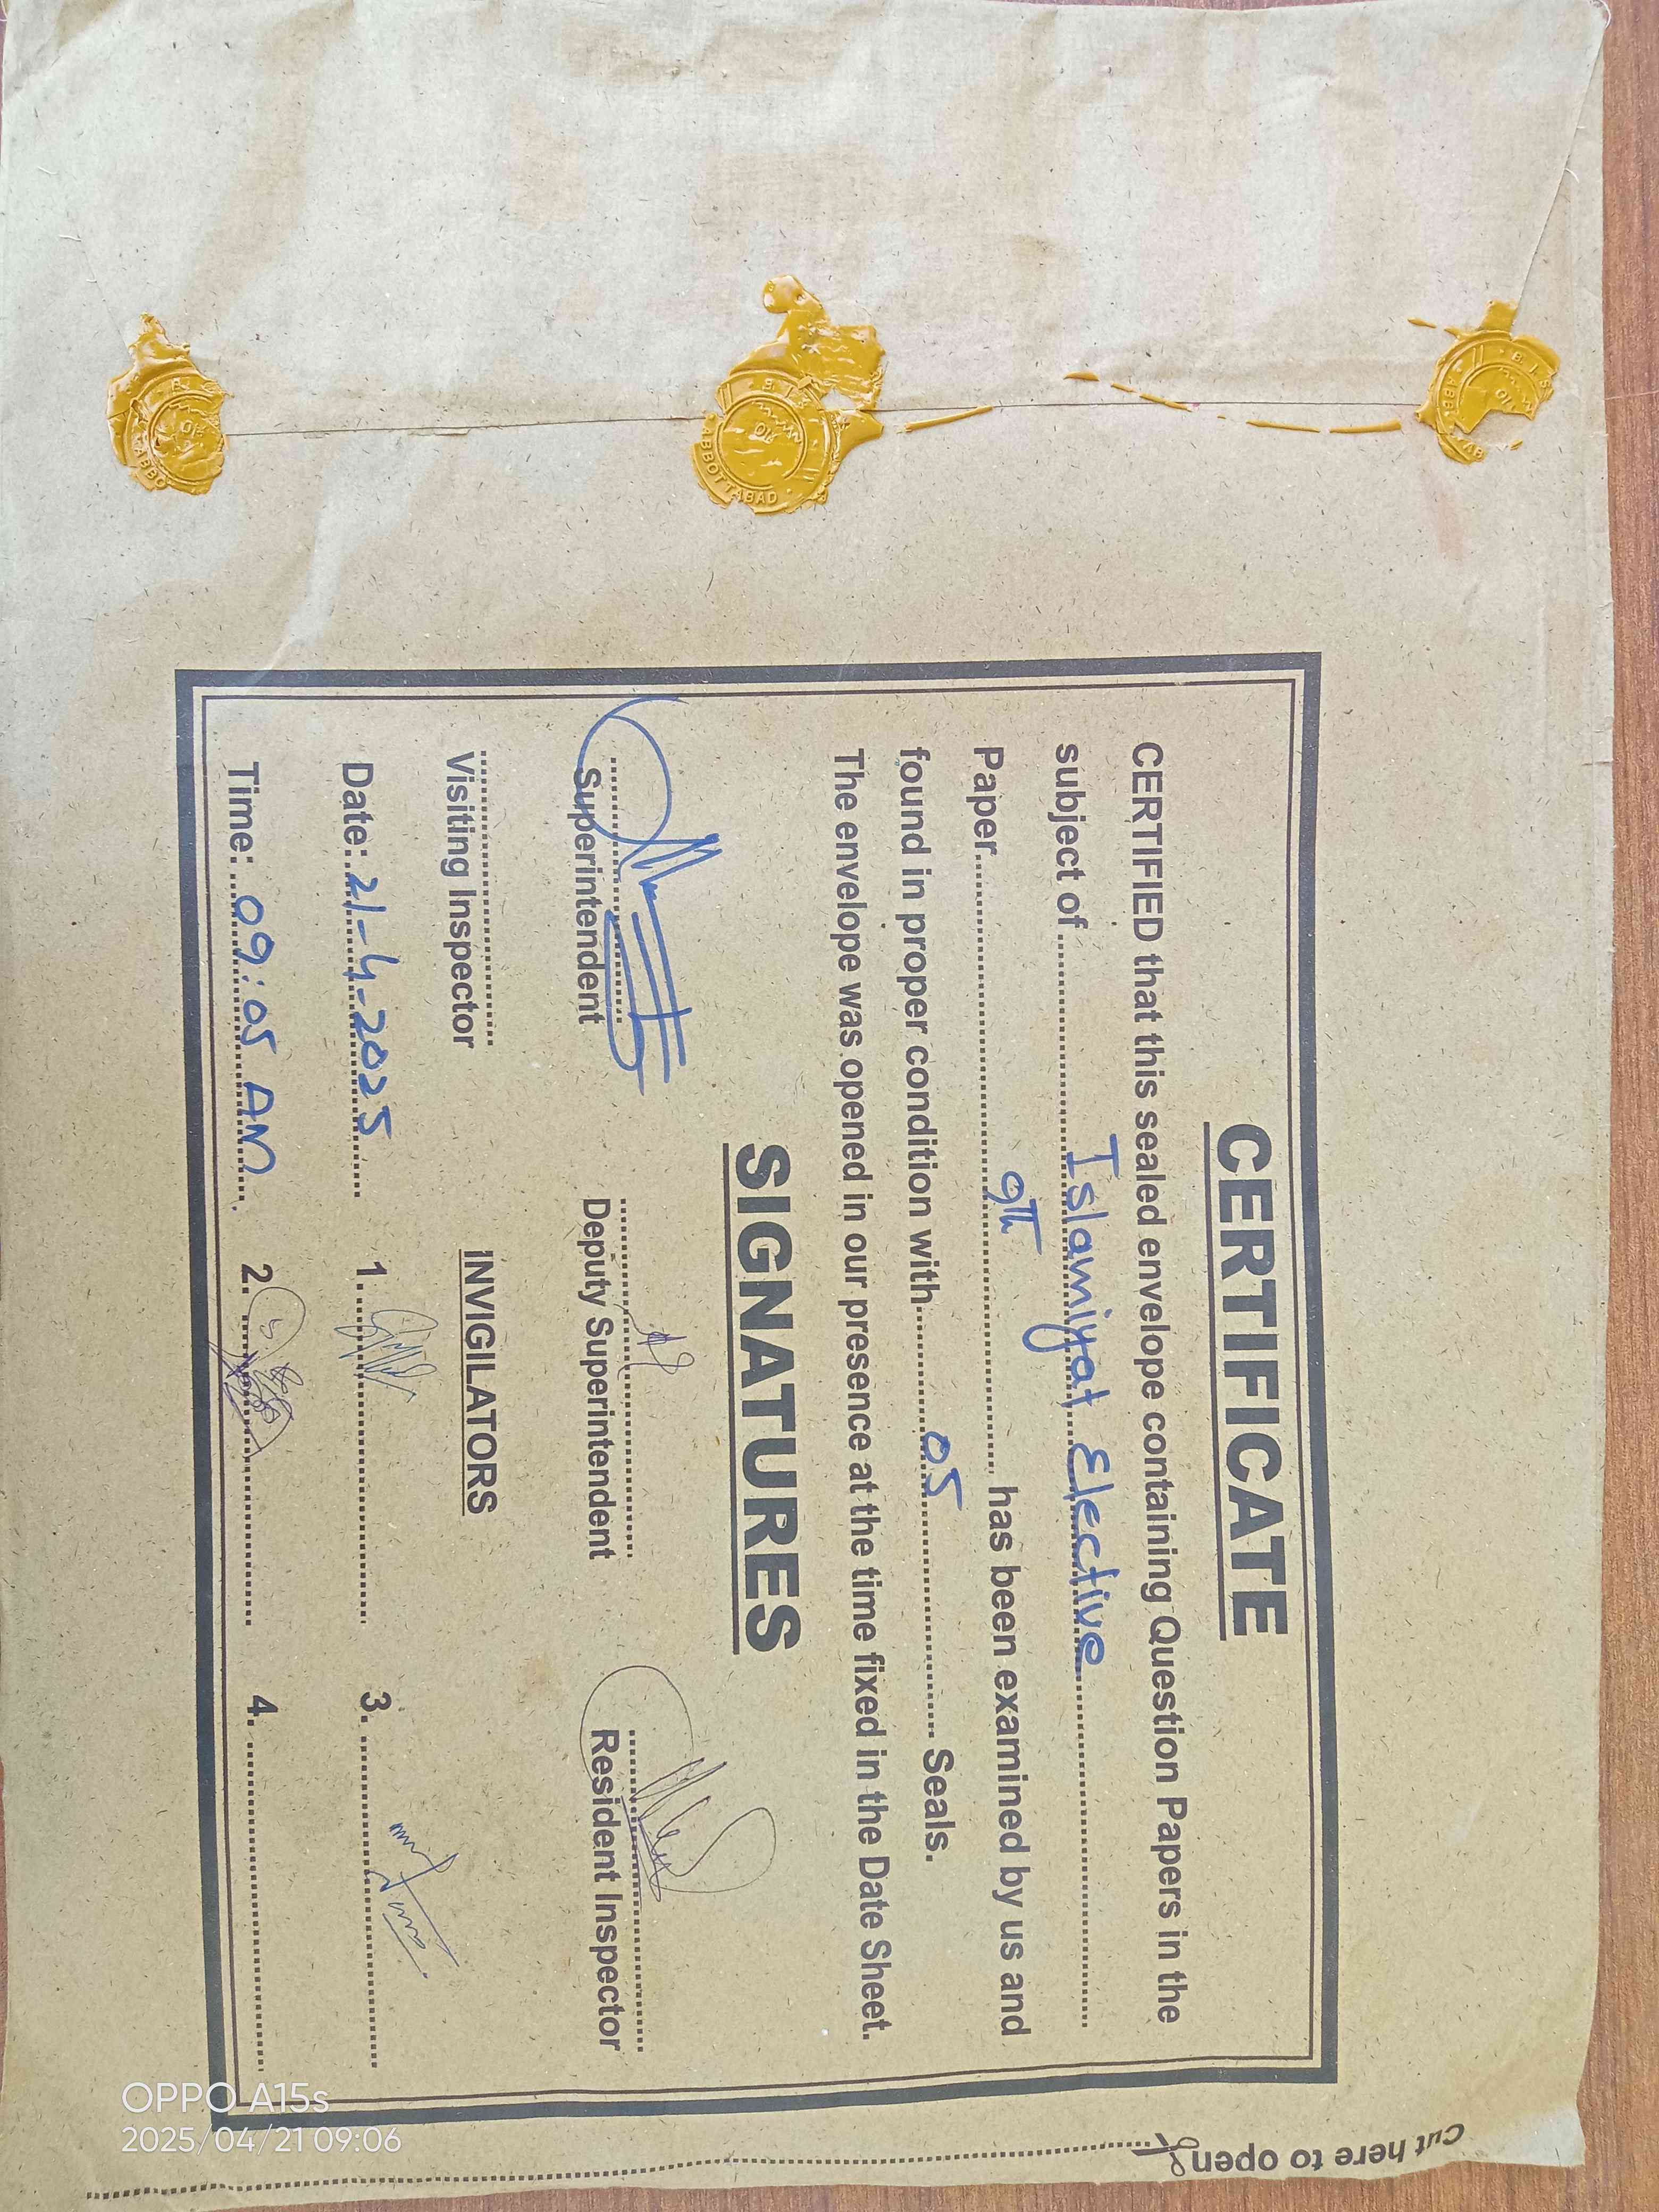 CERTIFICATE
CERTIFIED that this sealed envelope containing Question Papers in the
subject of Islamiyat Elective
Paper 9th has been examined by us and
found in proper condition with 05 Seals.
The envelope was opened in our presence at the time fixed in the Date Sheet.
SIGNATURES
Superintendent Deputy Superintendent Resident Inspector
Visiting Inspector INVIGILATORS
Date: 21-4-2025 1. 3.
Time: 09:05 AM 2. 4.
Cut here to open
B.I.S
ABB
B.I.
ABBOTTABAD
B.I.
ABBO
OPPO A15s
2025/04/21 09:06